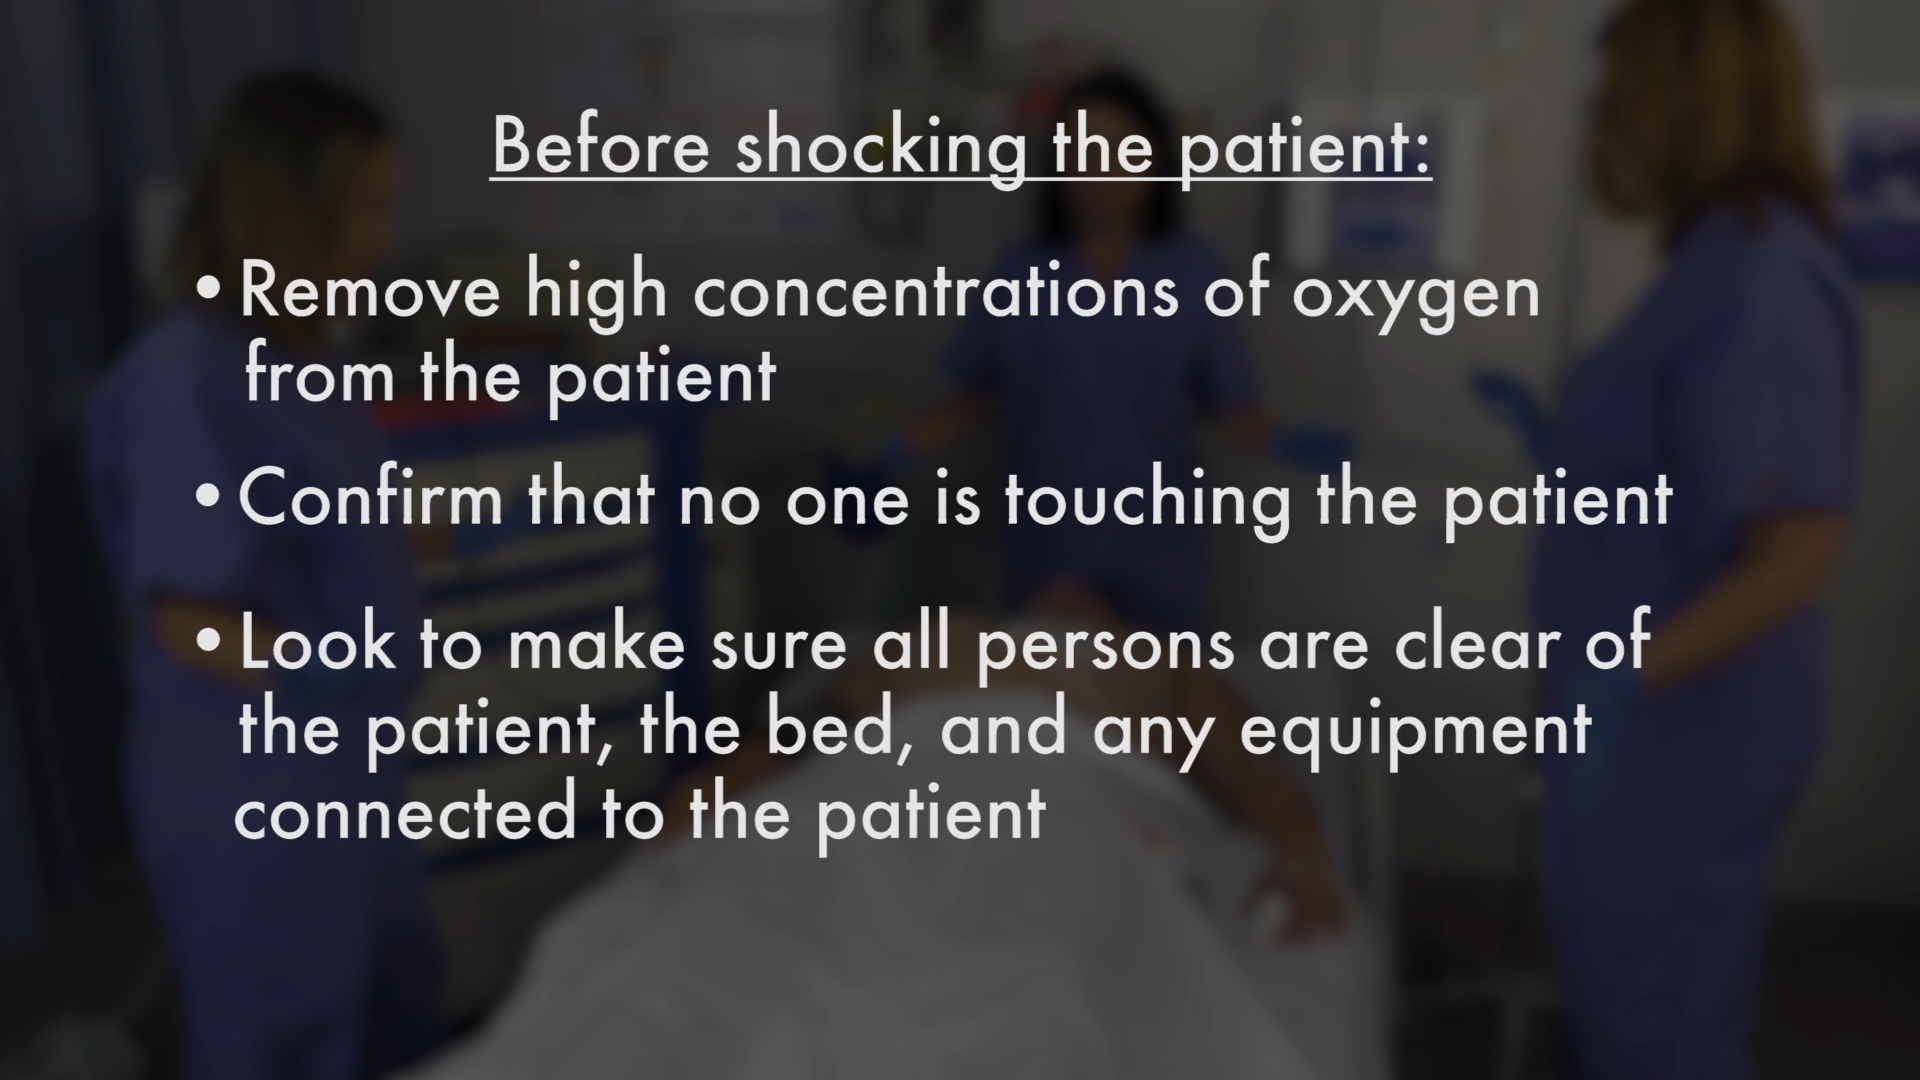 Before shocking the patient:
• Remove high concentrations of oxygen
from the patient
• Confirm that no one is touching the patient
• Look to make sure all persons are clear of
the patient, the bed, and any equipment
connected to the patient